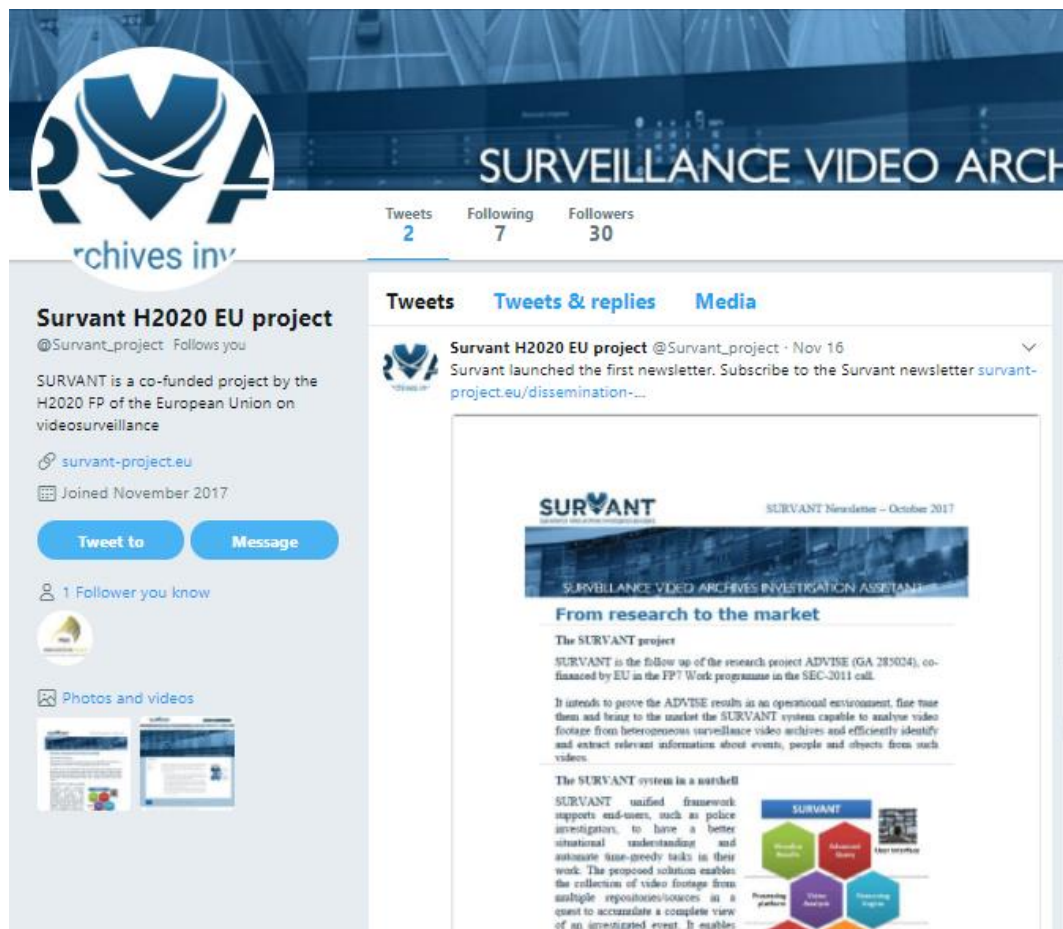 SURVEILLANCE VIDEO ARCH
RVA
rchives inv
Tweets
2
Following
7
Followers
30
Survant H2020 EU project
@Survant_project Follows you
SURVANT is a co-funded project by the
H2020 FP of the European Union on
videosurveillance
survant-project.eu
Joined November 2017
Tweet to
Message
1 Follower you know
Photos and videos
Tweets
Tweets & replies
Media
Survant H2020 EU project @Survant_project · Nov 16
Survant launched the first newsletter. Subscribe to the Survant newsletter survant-
project.eu/dissemination-...
SURVANT
SURVANT Newsletter – October 2017
SURVEILLANCE VIDEO ARCHIVES INVESTIGATION ASSISTANT
From research to the market
The SURVANT project
SURVANT is the follow up of the research project ADVISE (GA 285024), co-
financed by EU in the FP7 Work programme in the SEC-2011 call.
It intends to prove the ADVISE results in an operational environment, fine tune
them and bring to the market the SURVANT system capable to analyse video
footage from heterogeneous surveillance video archives and efficiently identify
and extract relevant information about events, people and objects from such
videos.
The SURVANT system in a nutshell
SURVANT unified framework
supports end-users, such as police
investigators, to have a better
situational understanding and
automate time-greedy tasks in their
work. The proposed solution enables
the collection of video footage from
multiple repositories/sources in a
quest to accumulate a complete view
of an investigated event. It enables
SURVANT
Visualise
Results
Advanced
Query
User Interface
Processing
platform
Video
Analysis
Reasoning
Engine